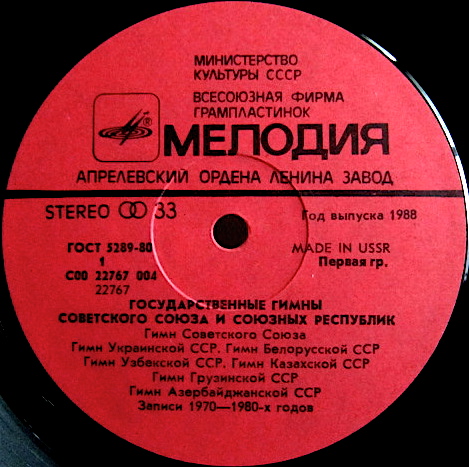 МИНИСТЕРСТВО
КУЛЬТУРЫ СССР
ВСЕСОЮЗНАЯ ФИРМА
ГРАМПЛАСТИНОК
®
МЕЛОДИЯ
АПРЕЛЕВСКИЙ ОРДЕНА ЛЕНИНА ЗАВОД
STEREO 33
Год выпуска 1988
ГОСТ 5289-80
MADE IN USSR
1
Первая гр.
С00 22767 004
22767
ГОСУДАРСТВЕННЫЕ ГИМНЫ
СОВЕТСКОГО СОЮЗА И СОЮЗНЫХ РЕСПУБЛИК
Гимн Советского Союза
Гимн Украинской ССР. Гимн Белорусской ССР
Гимн Узбекской ССР. Гимн Казахской ССР
Гимн Грузинской ССР
Гимн Азербайджанской ССР
Записи 1970—1980-х годов